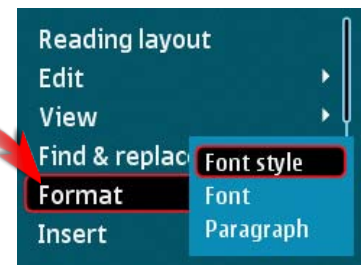 Reading layout
Edit
View
Find & replac
Format
Insert
Font style
Font
Paragraph